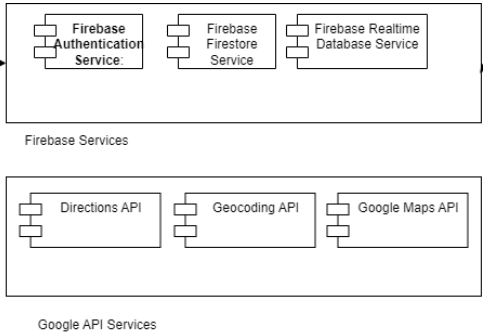 Firebase
Authentication
Service:
Firebase
Firestore
Service
Firebase Realtime
Database Service
Firebase Services
Directions API
Geocoding API
Google Maps API
Google API Services